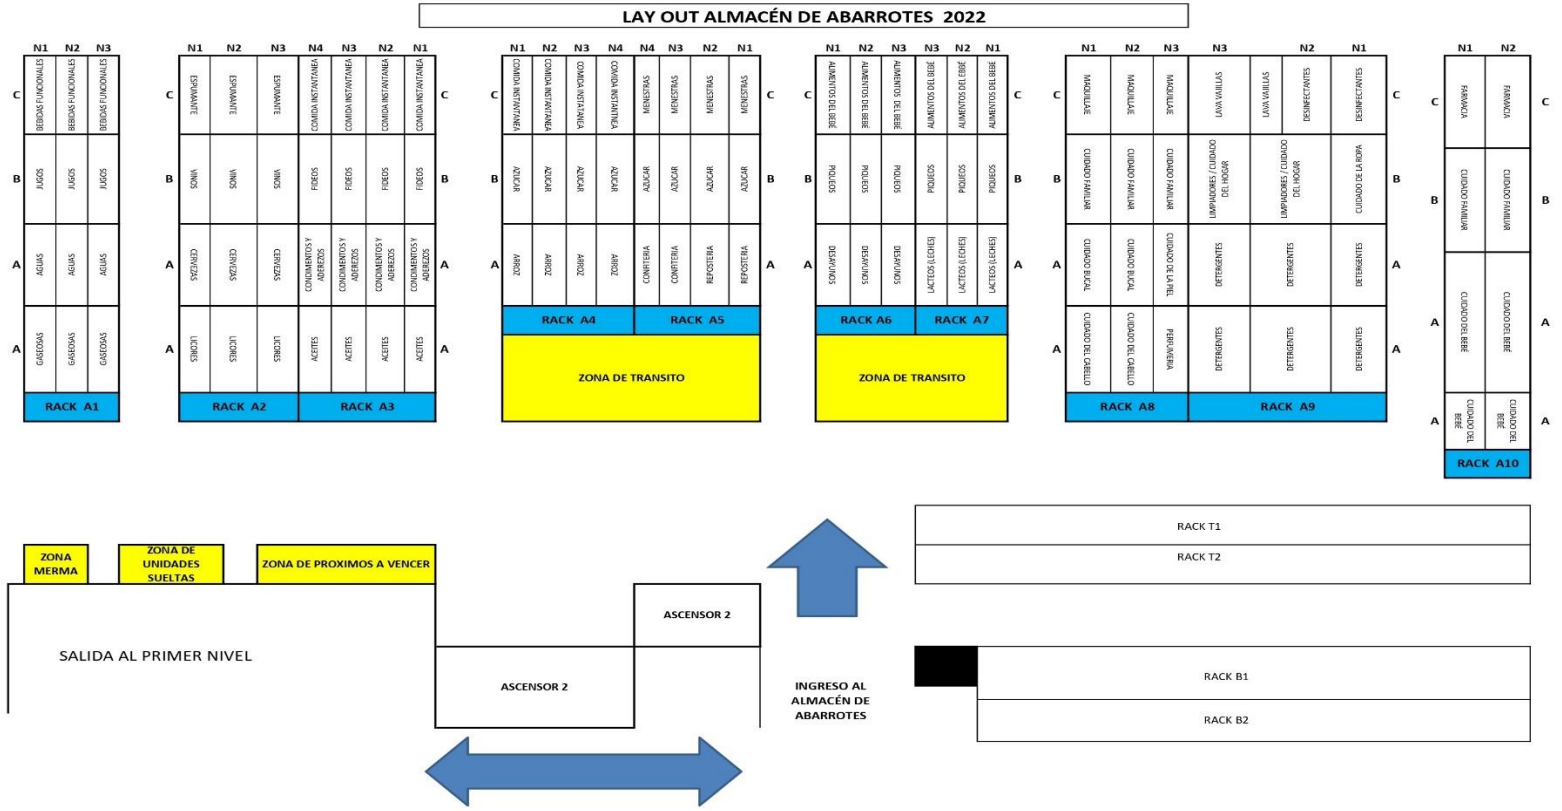 LAY OUT ALMACÉN DE ABARROTES 2022
N1 N2 N3
C BEBIDAS FUNCIONALES BEBIDAS FUNCIONALES BEBIDAS FUNCIONALES
B JUGOS JUGOS JUGOS
A AGUAS AGUAS AGUAS
A GASEOSAS GASEOSAS GASEOSAS
RACK A1
N1 N2 N3 N4 N3 N2 N1
C ESPUMANTE ESPUMANTE ESPUMANTE COMIDA INSTANTANEA COMIDA INSTANTANEA COMIDA INSTANTANEA COMIDA INSTANTANEA C
B VINOS VINOS VINOS FIDEOS FIDEOS FIDEOS FIDEOS B
A CERVEZAS CERVEZAS CERVEZAS CONDIMENTOS Y ADEREZOS CONDIMENTOS Y ADEREZOS CONDIMENTOS Y ADEREZOS CONDIMENTOS Y ADEREZOS A
A LICORES LICORES LICORES ACEITES ACEITES ACEITES ACEITES A
RACK A2 RACK A3
N1 N2 N3 N4 N4 N3 N2 N1
COMIDA INSTANTANEA COMIDA INSTANTANEA COMIDA MENESTRAS MENESTRAS MENESTRAS MENESTRAS C
AZUCAR AZUCAR AZUCAR AZUCAR AZUCAR AZUCAR AZUCAR AZUCAR B
ARROZ ARROZ ARROZ ARROZ CONFITERIA CONFITERIA REPOSTERIA REPOSTERIA A
RACK A4 RACK A5
ZONA DE TRANSITO
N1 N2 N3 N3 N2 N1
ALIMENTOS DEL BEBÉ ALIMENTOS DEL BEBÉ ALIMENTOS DEL BEBÉ ALIMENTOS DEL ALIMENTOS DEL ALIMENTOS DEL C
PIQUEOS PIQUEOS PIQUEOS PIQUEOS PIQUEOS PIQUEOS B
DESAYUNOS DESAYUNOS DESAYUNOS LACTEOS (LECHES) LACTEOS (LECHES) LACTEOS (LECHES) A
RACK A6 RACK A7
ZONA DE TRANSITO
N1 N2 N3 N3 N2 N1
C MAQUILLAJE MAQUILLAJE MAQUILLAJE LAVA VAJILLAS LAVA VAJILLAS DESINFECTANTES DESINFECTANTES C
B CUIDADO FAMILIAR CUIDADO FAMILIAR CUIDADO FAMILIAR LIMPIADORES / CUIDADO DEL HOGAR LIMPIADORES / CUIDADO DEL HOGAR CUIDADO DE LA ROPA B
A CUIDADO BUCAL CUIDADO BUCAL CUIDADO DE LA PIEL DETERGENTES DETERGENTES DETERGENTES A
A CUIDADO DEL CABELLO CUIDADO DEL CABELLO PERFUMERIA DETERGENTES DETERGENTES DETERGENTES A
RACK A8 RACK A9
N1 N2
C FARMACIA FARMACIA C
B CUIDADO FAMILIAR CUIDADO FAMILIAR B
A CUIDADO DEL BEBÉ CUIDADO DEL BEBÉ A
A CUIDADO DEL BEBÉ CUIDADO DEL BEBÉ A
RACK A10
ZONA
MERMA
ZONA DE
UNIDADES
SUELTAS
ZONA DE PROXIMOS A VENCER
SALIDA AL PRIMER NIVEL
ASCENSOR 2
ASCENSOR 2
INGRESO AL
ALMACÉN DE
ABARROTES
RACK T1
RACK T2
RACK B1
RACK B2